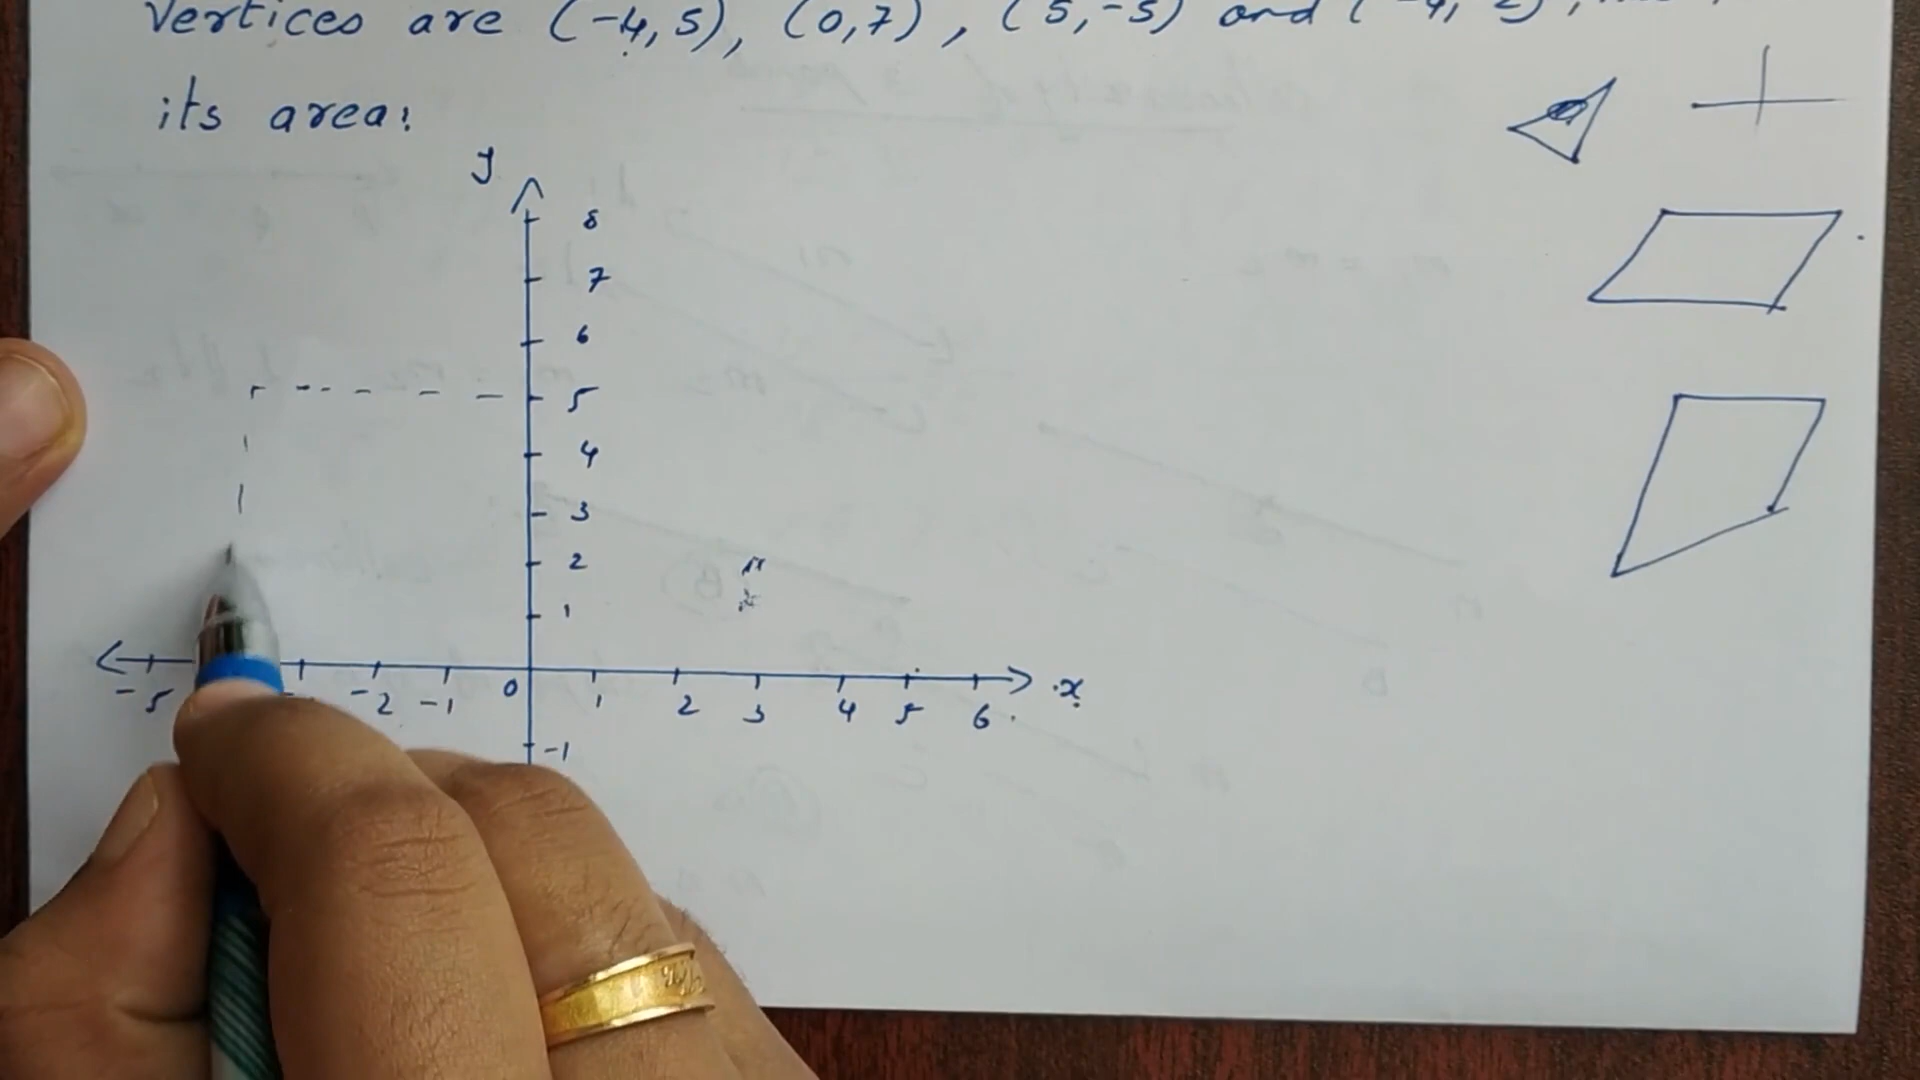 vertices are (-4,5), (0,7), (5,-5) and (-4,
its area:
y
8
7
6
5
4
3
2
1
-5 -2 -1 0 1 2 3 4 5 6 x
-1